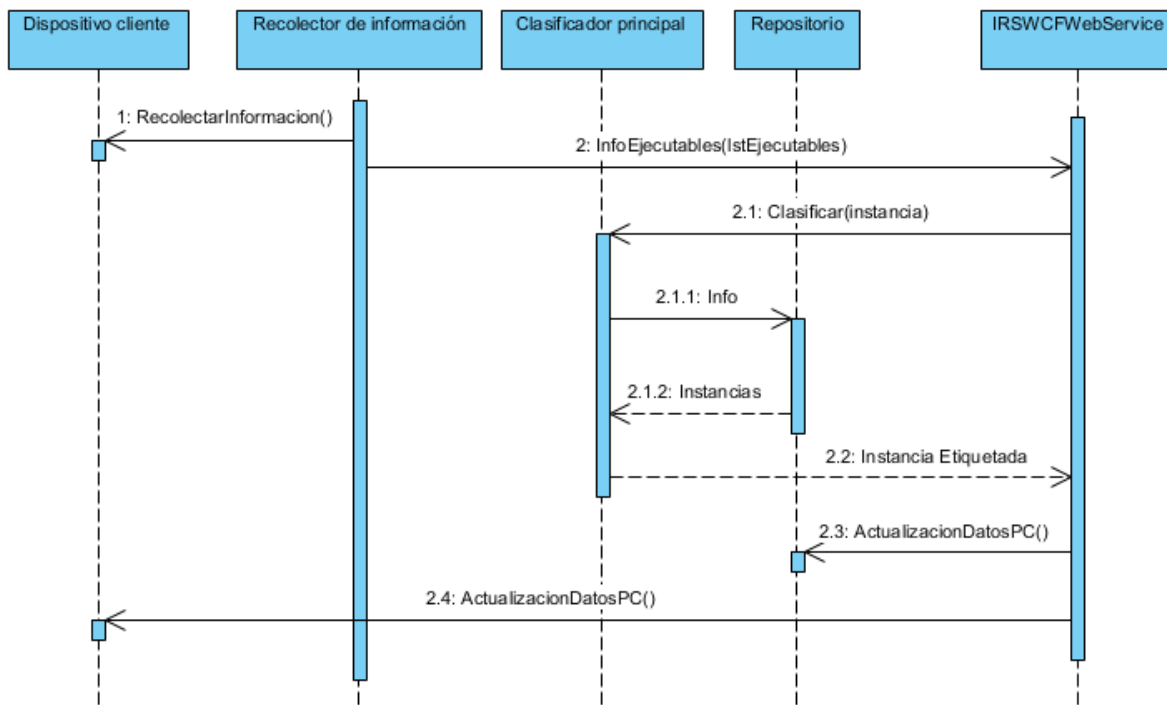 Dispositivo cliente
Recolector de información
Clasificador principal
Repositorio
IRSWCFWebService
1: RecolectarInformacion()
2: InfoEjecutables(lstEjecutables)
2.1: Clasificar(instancia)
2.1.1: Info
2.1.2: Instancias
2.2: Instancia Etiquetada
2.3: ActualizacionDatosPC()
2.4: ActualizacionDatosPC()